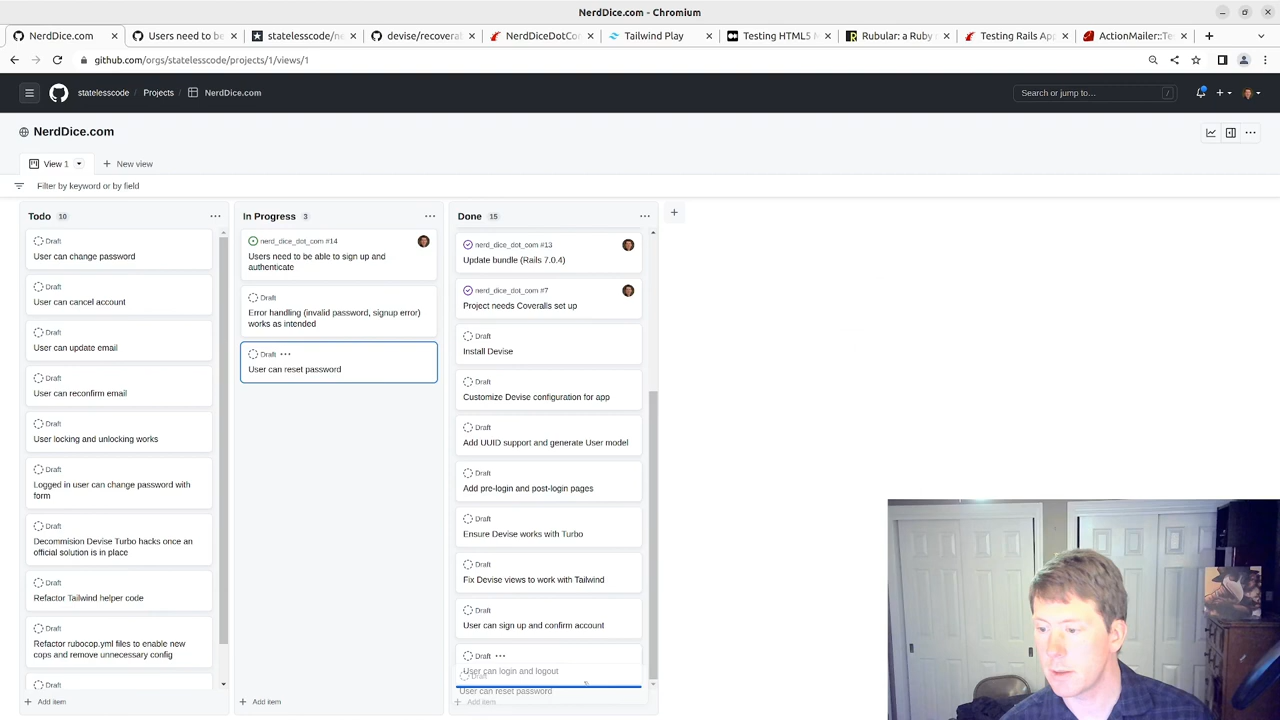 NerdDice.com - Chromium
NerdDice.com
Users need to be
statelesscode/ne
devise/recoverab
NerdDiceDotCor
Tailwind Play
Testing HTML5
Rubular: a Ruby
Testing Rails Ap
ActionMailer::Te
github.com/orgs/statelesscode/projects/1/views/1
statelesscode / Projects / NerdDice.com
Search or jump to…
/
NerdDice.com
View 1
New view
Filter by keyword or by field
Todo 10
Draft
User can change password
Draft
User can cancel account
Draft
User can update email
Draft
User can reconfirm email
Draft
User locking and unlocking works
Draft
Logged in user can change password with
form
Draft
Decommision Devise Turbo hacks once an
official solution is in place
Draft
Refactor Tailwind helper code
Draft
Refactor rubocop.yml files to enable new
cops and remove unnecessary config
Draft
+ Add item
In Progress 3
nerd_dice_dot_com #14
Users need to be able to sign up and
authenticate
Draft
Error handling (invalid password, signup error)
works as intended
Draft
User can reset password
+ Add item
Done 15
nerd_dice_dot_com #13
Update bundle (Rails 7.0.4)
nerd_dice_dot_com #7
Project needs Coveralls set up
Draft
Install Devise
Draft
Customize Devise configuration for app
Draft
Add UUID support and generate User model
Draft
Add pre-login and post-login pages
Draft
Ensure Devise works with Turbo
Draft
Fix Devise views to work with Tailwind
Draft
User can sign up and confirm account
Draft
User can login and logout
Draft
User can reset password
+ Add item